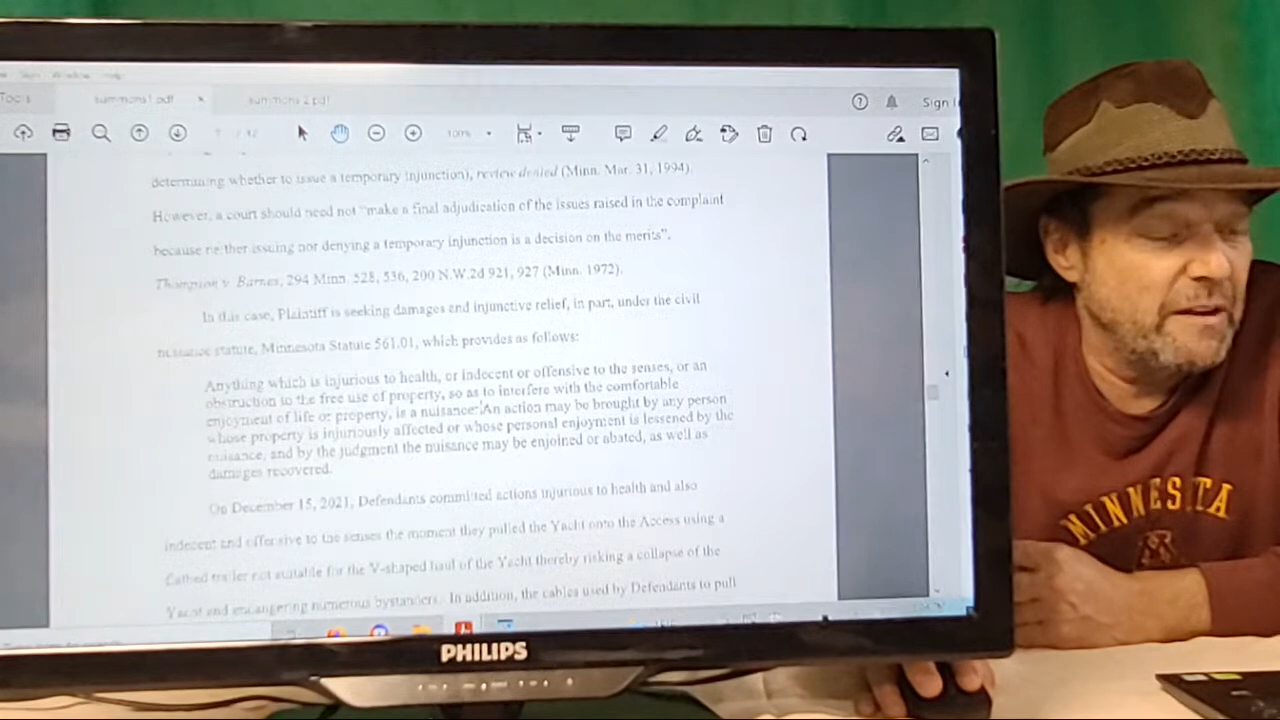 Sign Window Help
Tools summons1.pdf × summons 2.pdf Sign I
/ 12 100%
determining whether to issue a temporary injunction), review denied (Minn. Mar. 31, 1994).
However, a court should need not "make a final adjudication of the issues raised in the complaint
because neither issuing nor denying a temporary injunction is a decision on the merits".
Thompson v. Barnes, 294 Minn. 528, 536, 200 N.W.2d 921, 927 (Minn. 1972).
In this case, Plaintiff is seeking damages and injunctive relief, in part, under the civil
nuisance statute, Minnesota Statute 561.01, which provides as follows:
Anything which is injurious to health, or indecent or offensive to the senses, or an
obstruction to the free use of property, so as to interfere with the comfortable
enjoyment of life or property, is a nuisance. An action may be brought by any person
whose property is injuriously affected or whose personal enjoyment is lessened by the
nuisance, and by the judgment the nuisance may be enjoined or abated, as well as
damages recovered.
On December 15, 2021, Defendants committed actions injurious to health and also
indecent and offensive to the senses the moment they pulled the Yacht onto the Access using a
flatbed trailer not suitable for the V-shaped haul of the Yacht thereby risking a collapse of the
Yacht and endangering numerous bystanders. In addition, the cables used by Defendants to pull
PHILIPS
MINNESOTA
M